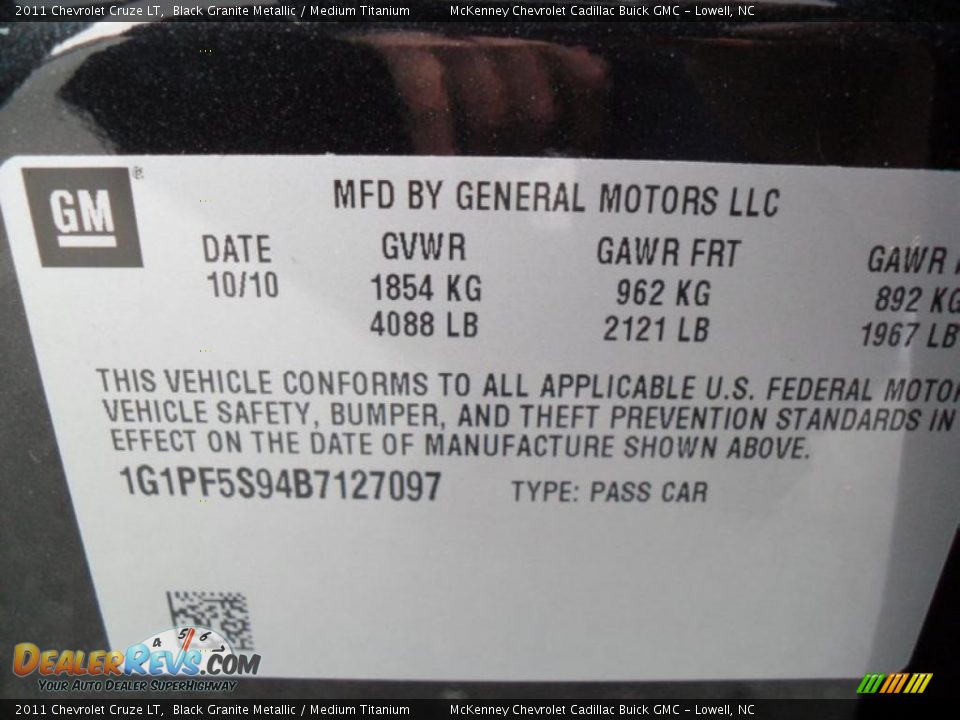 2011 Chevrolet Cruze LT, Black Granite Metallic / Medium Titanium McKenney Chevrolet Cadillac Buick GMC - Lowell, NC
GM®
MFD BY GENERAL MOTORS LLC
DATE GVWR GAWR FRT GAWR
10/10 1854 KG 962 KG 892 KG
4088 LB 2121 LB 1967 LB
THIS VEHICLE CONFORMS TO ALL APPLICABLE U.S. FEDERAL MOTOR
VEHICLE SAFETY, BUMPER, AND THEFT PREVENTION STANDARDS IN
EFFECT ON THE DATE OF MANUFACTURE SHOWN ABOVE.
1G1PF5S94B7127097 TYPE: PASS CAR
4 5 6
DealerRevs.com
Your Auto Dealer SuperHighway
2011 Chevrolet Cruze LT, Black Granite Metallic / Medium Titanium McKenney Chevrolet Cadillac Buick GMC - Lowell, NC